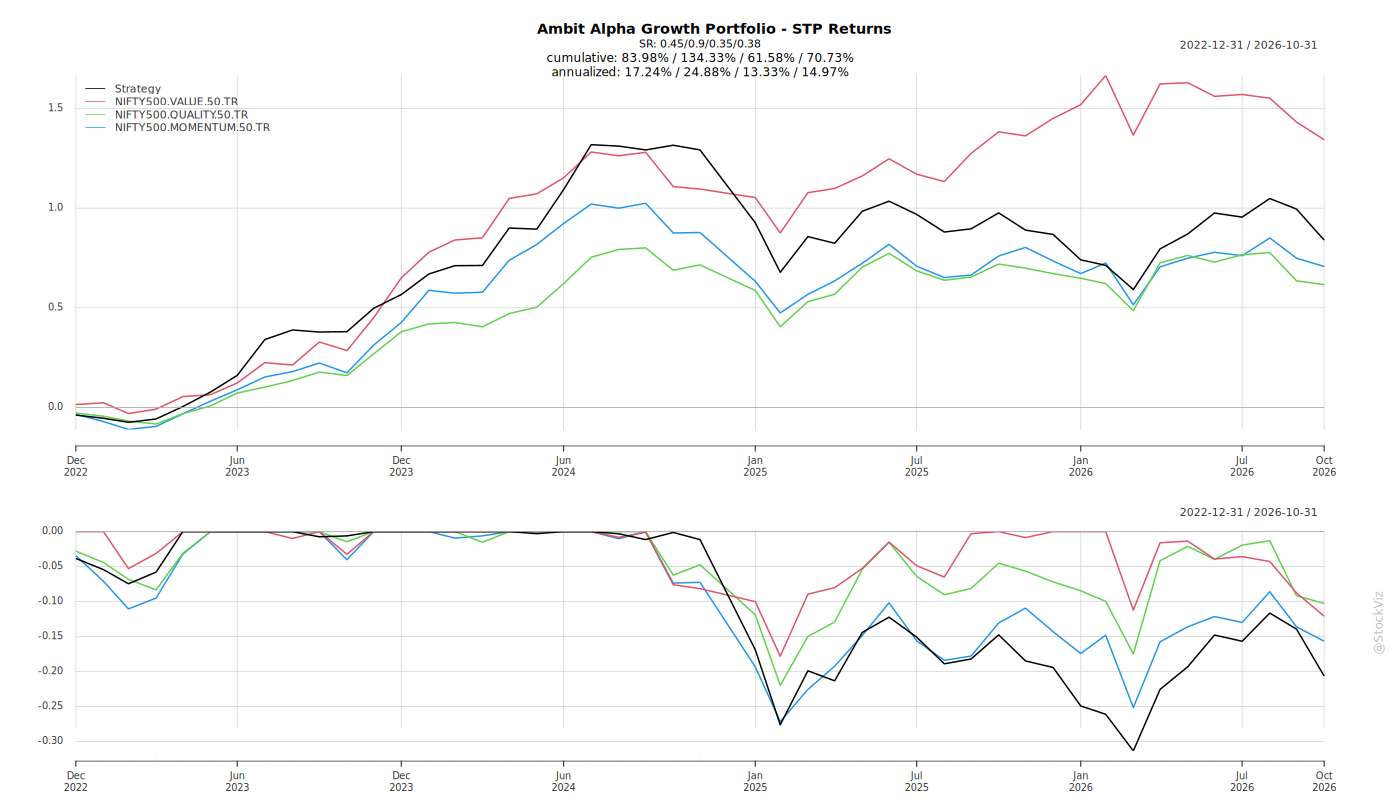 Ambit Alpha Growth Portfolio - STP Returns
SR: 0.45/0.9/0.35/0.38
cumulative: 83.98% / 134.33% / 61.58% / 70.73%
annualized: 17.24% / 24.88% / 13.33% / 14.97%
2022-12-31 / 2026-10-31
Strategy
NIFTY500.VALUE.50.TR
NIFTY500.QUALITY.50.TR
NIFTY500.MOMENTUM.50.TR
1.5
1.0
0.5
0.0
Dec Jun Dec Jun Jan Jul Jan Jul Oct
2022 2023 2023 2024 2025 2025 2026 2026 2026
2022-12-31 / 2026-10-31
0.00
-0.05
-0.10
-0.15
-0.20
-0.25
-0.30
Dec Jun Dec Jun Jan Jul Jan Jul Oct
2022 2023 2023 2024 2025 2025 2026 2026 2026
@StockViz